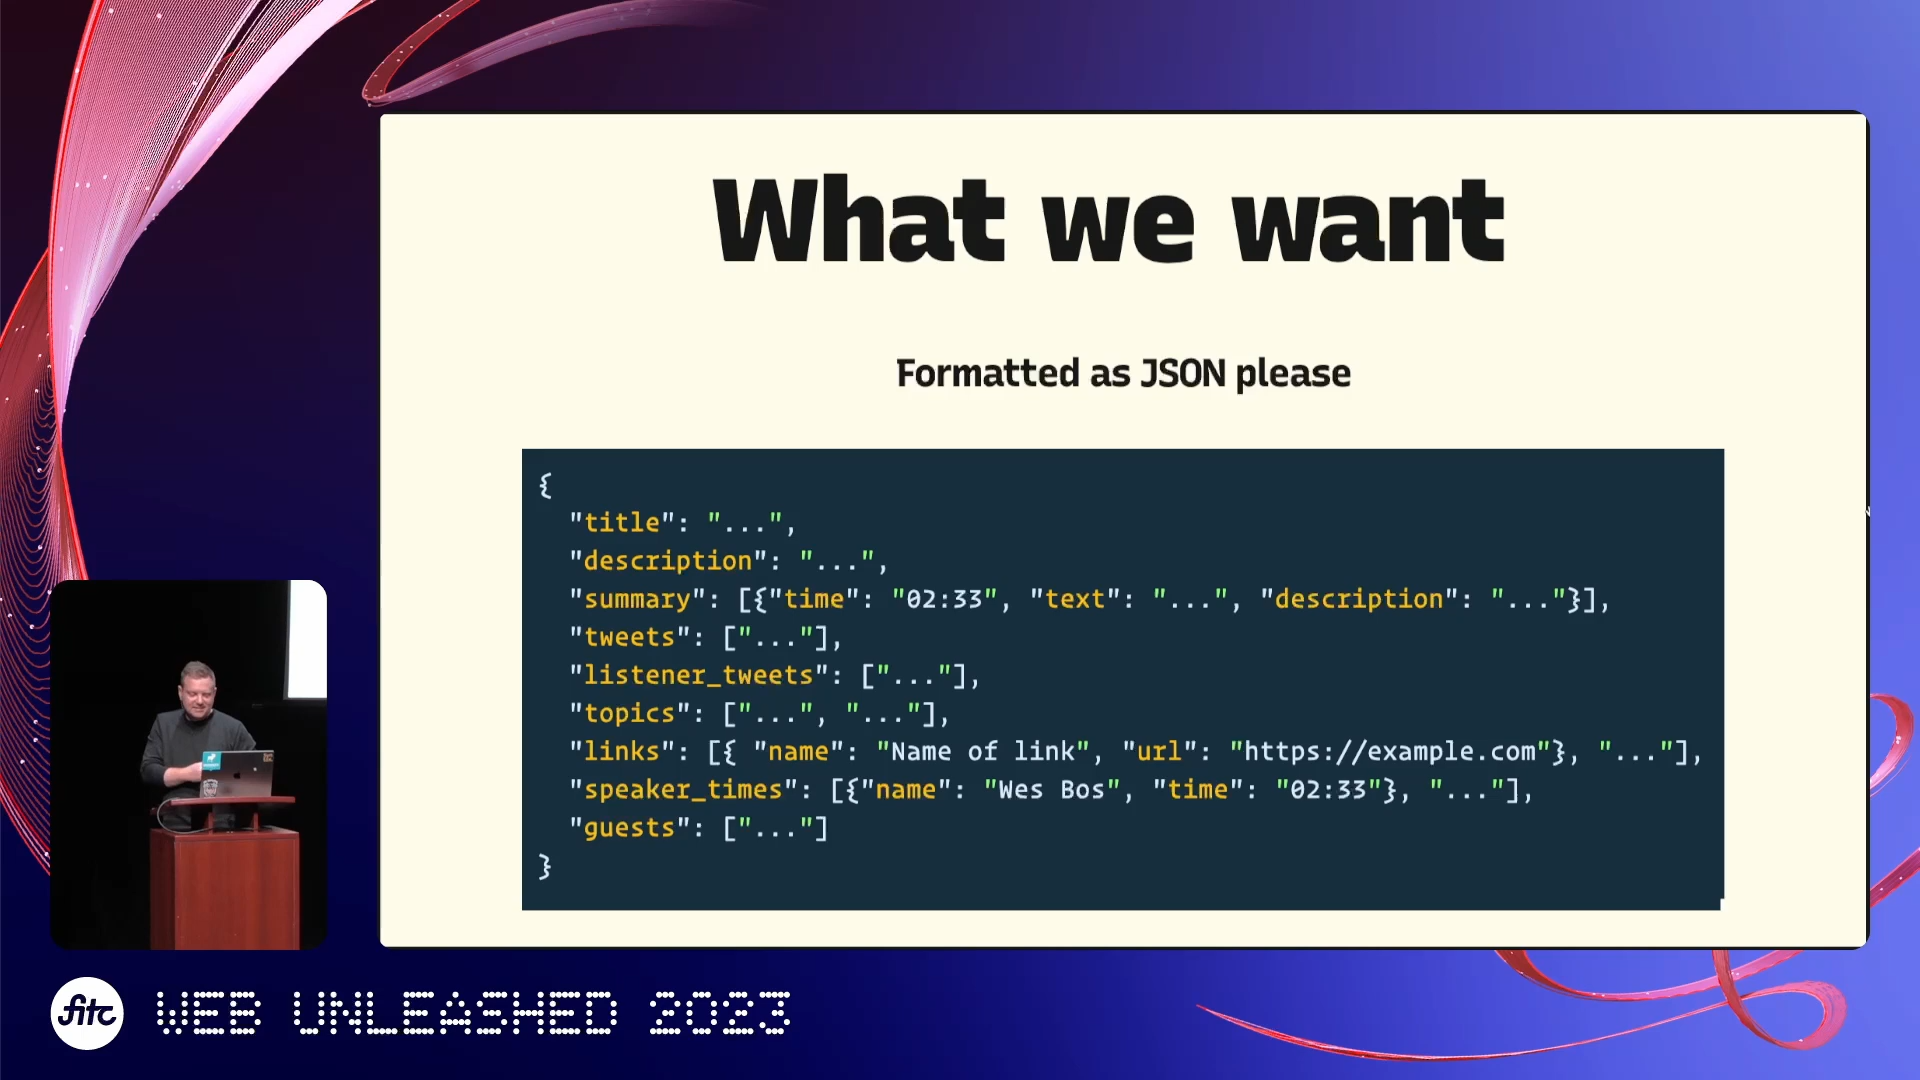 What we want
Formatted as JSON please
{
"title": "...",
"description": "...",
"summary": [{"time": "02:33", "text": "...", "description": "..."}],
"tweets": ["..."],
"listener_tweets": ["..."],
"topics": ["...", "..."],
"links": [{ "name": "Name of link", "url": "https://example.com"}, "..."],
"speaker_times": [{"name": "Wes Bos", "time": "02:33"}, "..."],
"guests": ["..."]
}
fitc WEB UNLEASHED 2023